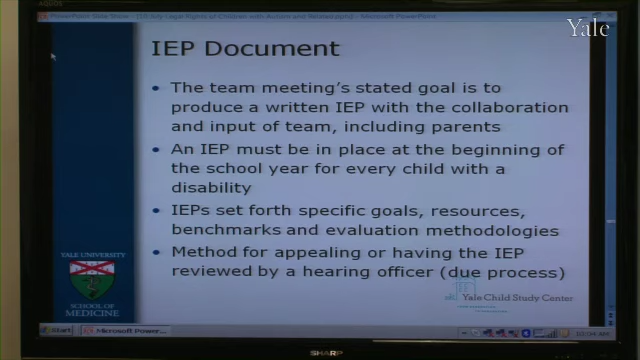 AQUOS
Yale
IEP Document
• The team meeting's stated goal is to
produce a written IEP with the collaboration
and input of team, including parents
• An IEP must be in place at the beginning of
the school year for every child with a
disability
• IEPs set forth specific goals, resources,
benchmarks and evaluation methodologies
• Method for appealing or having the IEP
reviewed by a hearing officer (due process)
YALE UNIVERSITY
SCHOOL OF
MEDICINE
Yale Child Study Center
Start
Microsoft Power...
SHARP